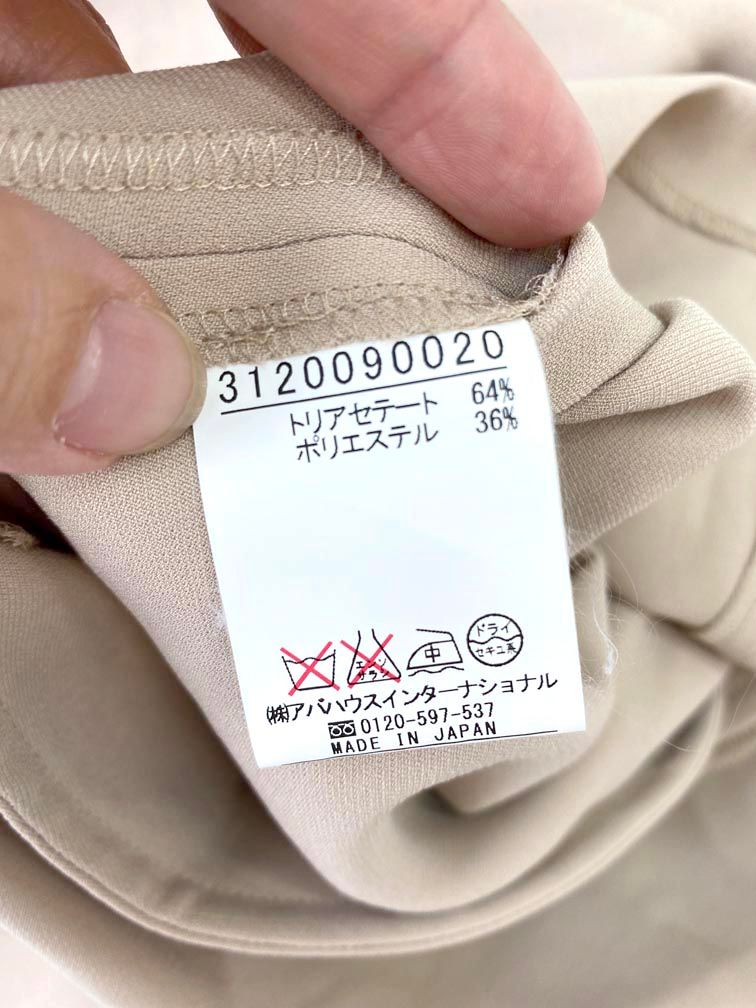 3120090020
トリアセテート 64%
ポリエステル 36%
エンソ サラシ 中 ドライ セキユ系
㈱アバハウスインターナショナル
0120-597-537
MADE IN JAPAN